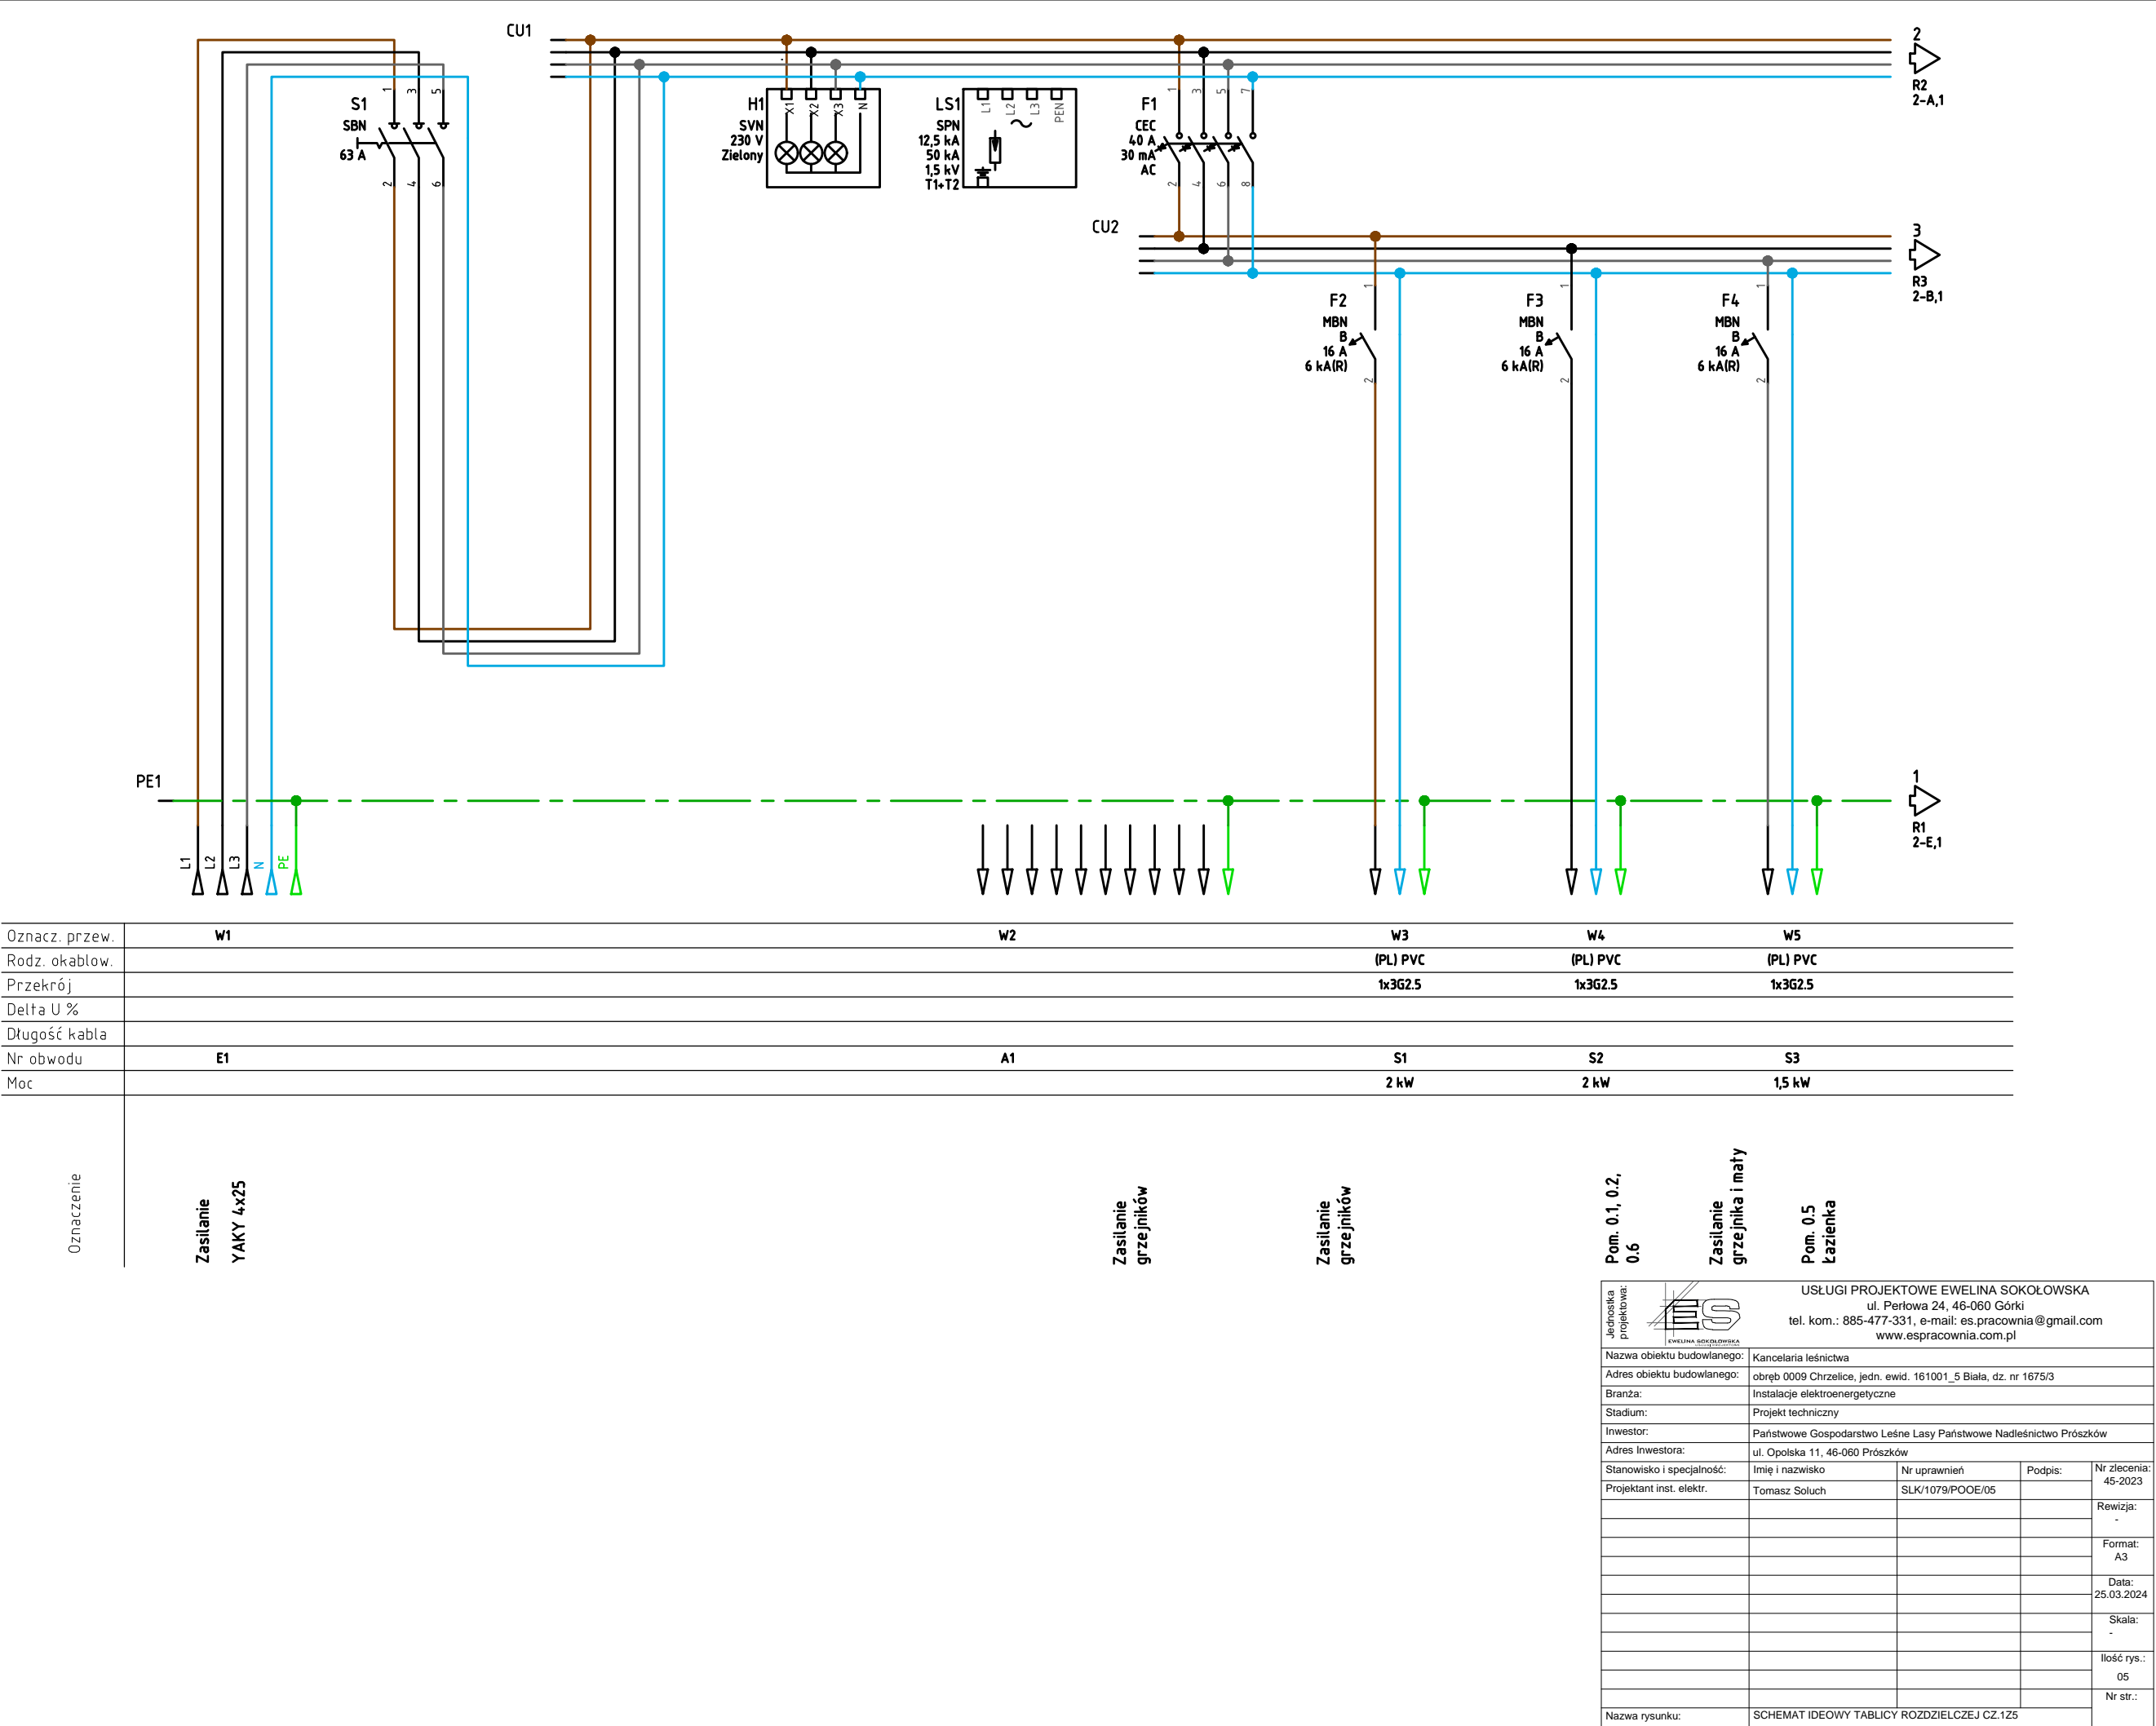 CU1
2
R2
2-A,1
S1
SBN
63 A
1
3
5
2
4
6
H1
SVN
230 V
Zielony
X1
X2
X3
N
LS1
SPN
12,5 kA
50 kA
1,5 kV
T1+T2
L1
L2
L3
PEN
F1
CEC
40 A
30 mA
AC
1
3
5
7
2
4
6
8
CU2
3
R3
2-B,1
F2
MBN
B
16 A
6 kA(R)
1
2
F3
MBN
B
16 A
6 kA(R)
1
2
F4
MBN
B
16 A
6 kA(R)
1
2
PE1
1
R1
2-E,1
L1
L2
L3
N
PE
Oznacz. przew. W1 W2 W3 W4 W5
Rodz. okablow. (PL) PVC (PL) PVC (PL) PVC
Przekrój 1x3G2.5 1x3G2.5 1x3G2.5
Delta U %
Długość kabla
Nr obwodu E1 A1 S1 S2 S3
Moc 2 kW 2 kW 1,5 kW
Oznaczenie
Zasilanie
YAKY 4x25
Zasilanie
grzejników
Zasilanie
grzejników
Pom. 0.1, 0.2,
0.6
Zasilanie
grzejnika i mały
Pom. 0.5
Łazienka
Jednostka
projektowa:
ES
EWELINA SOKOŁOWSKA
USŁUGI PROJEKTOWE EWELINA SOKOŁOWSKA
ul. Perłowa 24, 46-060 Górki
tel. kom.: 885-477-331, e-mail: es.pracownia@gmail.com
www.espracownia.com.pl
Nazwa obiektu budowlanego: Kancelaria leśnictwa
Adres obiektu budowlanego: obręb 0009 Chrzelice, jedn. ewid. 161001_5 Biała, dz. nr 1675/3
Branża: Instalacje elektroenergetyczne
Stadium: Projekt techniczny
Inwestor: Państwowe Gospodarstwo Leśne Lasy Państwowe Nadleśnictwo Prószków
Adres Inwestora: ul. Opolska 11, 46-060 Prószków
Stanowisko i specjalność: Imię i nazwisko Nr uprawnień Podpis: Nr zlecenia:
45-2023
Projektant inst. elektr. Tomasz Soluch SLK/1079/POOE/05
Rewizja:
-
Format:
A3
Data:
25.03.2024
Skala:
-
Ilość rys.:
05
Nr str.:
Nazwa rysunku: SCHEMAT IDEOWY TABLICY ROZDZIELCZEJ CZ.1Z5